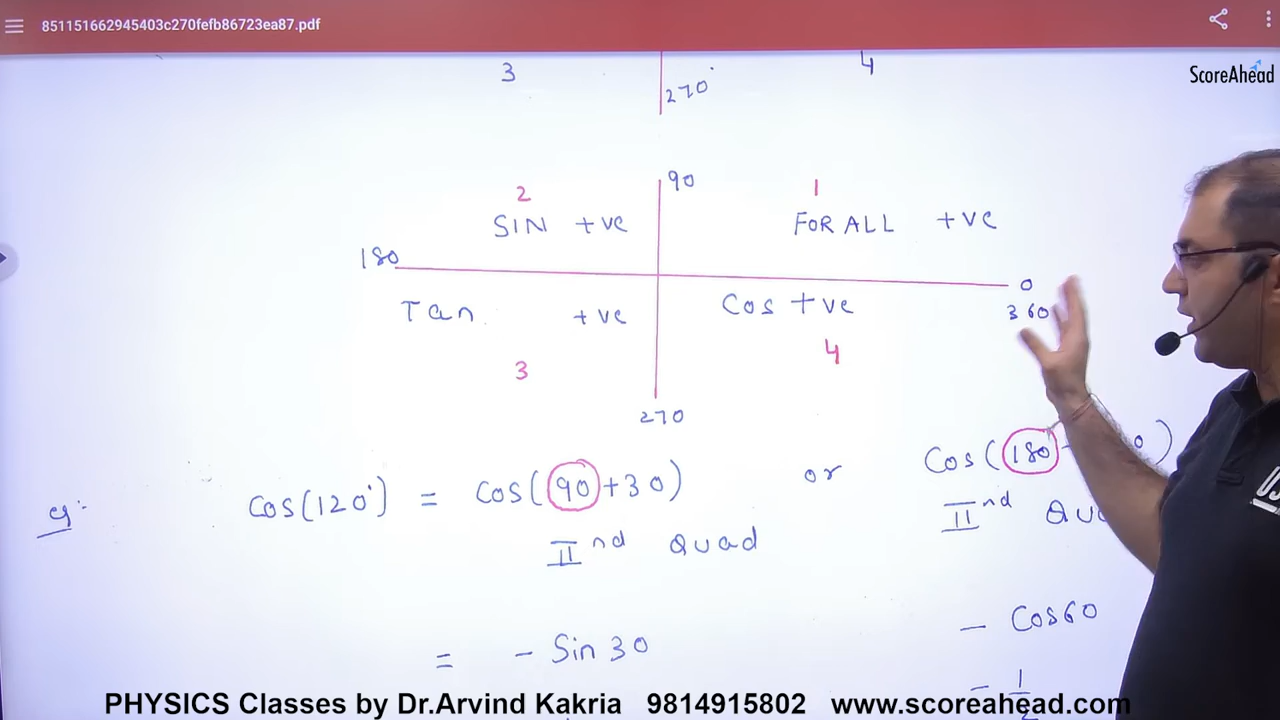 851151662945403c270fefb86723ea87.pdf
ScoreAhead
3 4
270°
90
2 1
SIN +ve FOR ALL +ve
180
0
360
Tan +ve Cos +ve
3 4
270
eg: Cos(120°) = Cos(90+30) or Cos(180
IInd Quad IInd
= - Sin 30 - Cos60
- 1
PHYSICS Classes by Dr.Arvind Kakria 9814915802 www.scoreahead.com